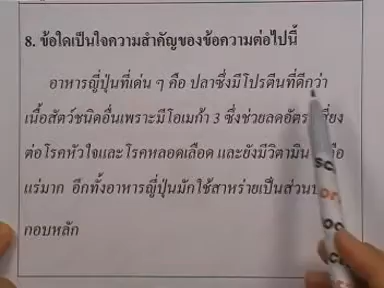 8. ข้อใดเป็นใจความสำคัญของข้อความต่อไปนี้
อาหารญี่ปุ่นที่เด่น ๆ คือ ปลาซึ่งมีโปรตีนที่ดีกว่า
เนื้อสัตว์ชนิดอื่นเพราะมีโอเมก้า 3 ซึ่งช่วยลดอัตรา
ต่อโรคหัวใจและโรคหลอดเลือด และยังมีวิตามิน
แร่มาก อีกทั้งอาหารญี่ปุ่นมักใช้สาหร่ายเป็นส่วน
กอบหลัก